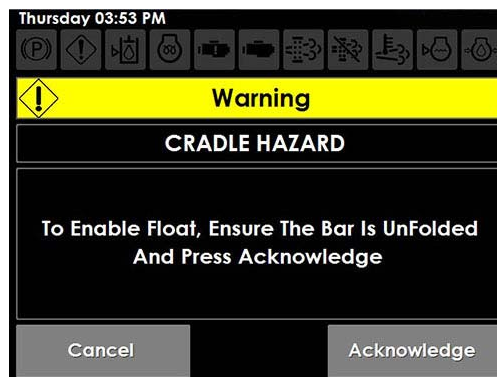 Thursday 03:53 PM
Warning
CRADLE HAZARD
To Enable Float, Ensure The Bar Is UnFolded
And Press Acknowledge
Cancel
Acknowledge